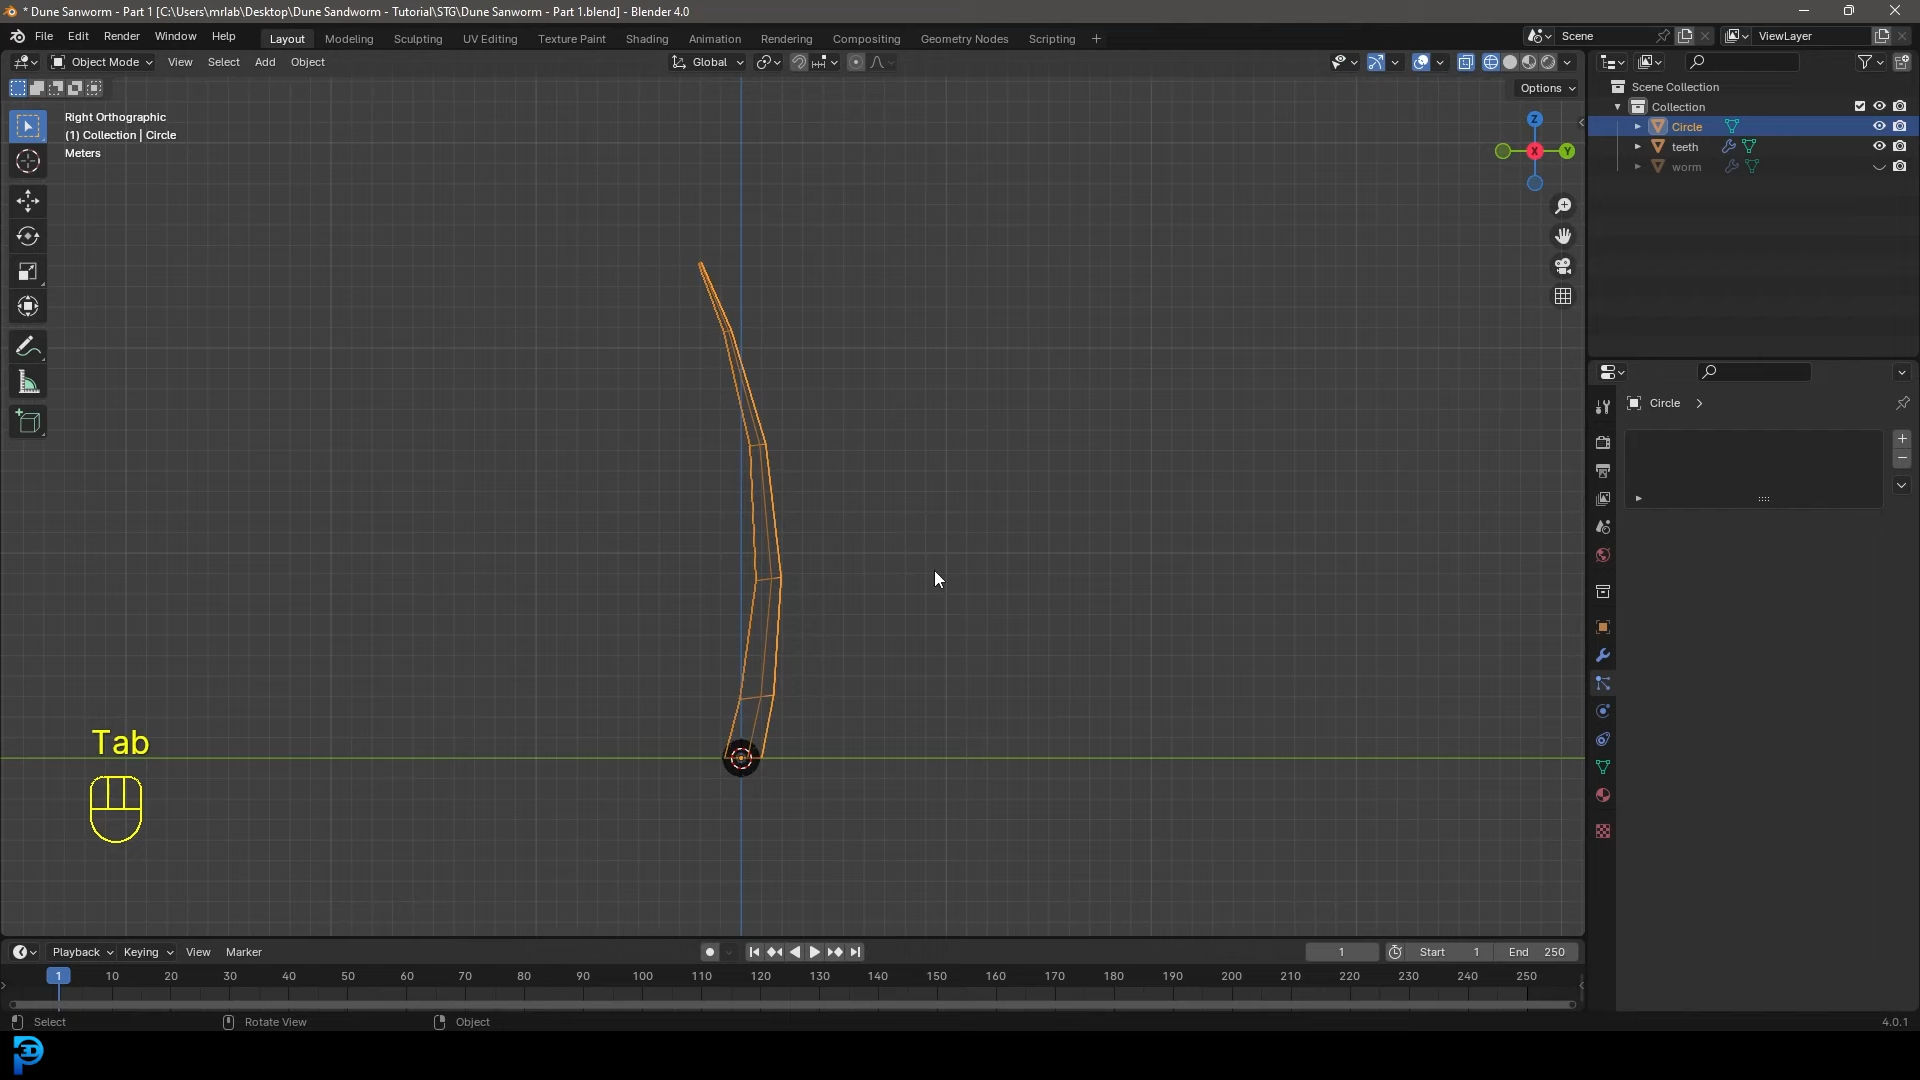 * Dune Sandworm - Part 1 [C:\Users\mrlab\Desktop\Dune Sandworm - Tutorial\STG\Dune Sanworm - Part 1.blend] - Blender 4.0
File Edit Render Window Help Layout Modeling Sculpting UV Editing Texture Paint Shading Animation Rendering Compositing Geometry Nodes Scripting + Scene ViewLayer
Object Mode View Select Add Object Global
Options
Right Orthographic
(1) Collection | Circle
Meters
Z
X
Y
Scene Collection
Collection
Circle
teeth
worm
Circle
Tab
Playback Keying View Marker 1 Start 1 End 250
1 10 20 30 40 50 60 70 80 90 100 110 120 130 140 150 160 170 180 190 200 210 220 230 240 250
Select Rotate View Object 4.0.1
3D